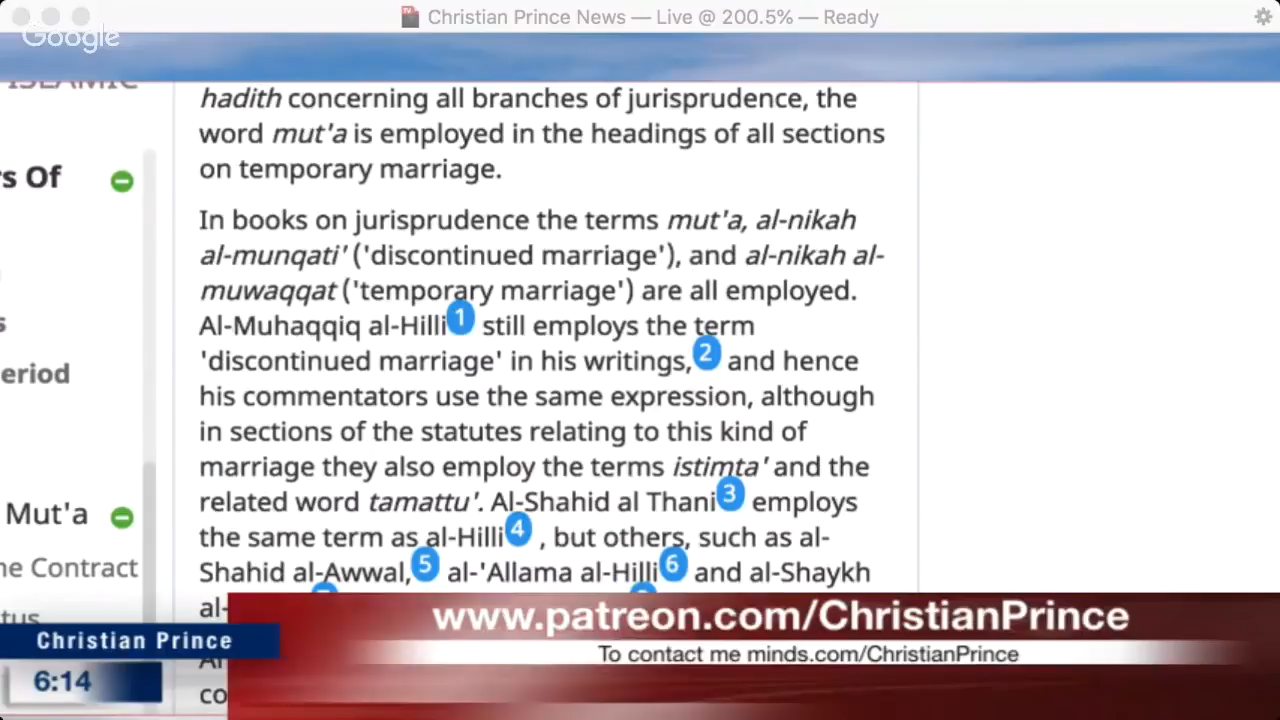 Christian Prince News — Live @ 200.5% — Ready
Google
ISLAMIC
hadith concerning all branches of jurisprudence, the
word mut'a is employed in the headings of all sections
on temporary marriage.
rs Of
In books on jurisprudence the terms mut'a, al-nikah
al-munqati' ('discontinued marriage'), and al-nikah al-
muwaqqat ('temporary marriage') are all employed.
Al-Muhaqqiq al-Hilli 1 still employs the term
s
'discontinued marriage' in his writings, 2 and hence
eriod
his commentators use the same expression, although
in sections of the statutes relating to this kind of
marriage they also employ the terms istimta' and the
related word tamattu'. Al-Shahid al Thani 3 employs
Mut'a
the same term as al-Hilli 4 , but others, such as al-
ne Contract
Shahid al-Awwal, 5 al-'Allama al-Hilli 6 and al-Shaykh
al-
tus
www.patreon.com/ChristianPrince
Christian Prince
To contact me minds.com/ChristianPrince
6:14
co